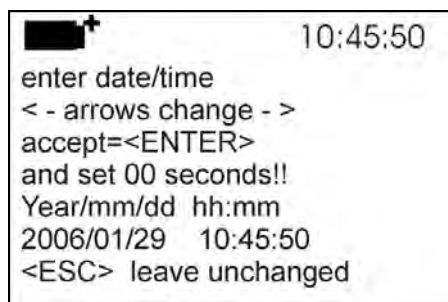 10:45:50
enter date/time
< - arrows change - >
accept=<ENTER>
and set 00 seconds!!
Year/mm/dd hh:mm
2006/01/29 10:45:50
<ESC> leave unchanged